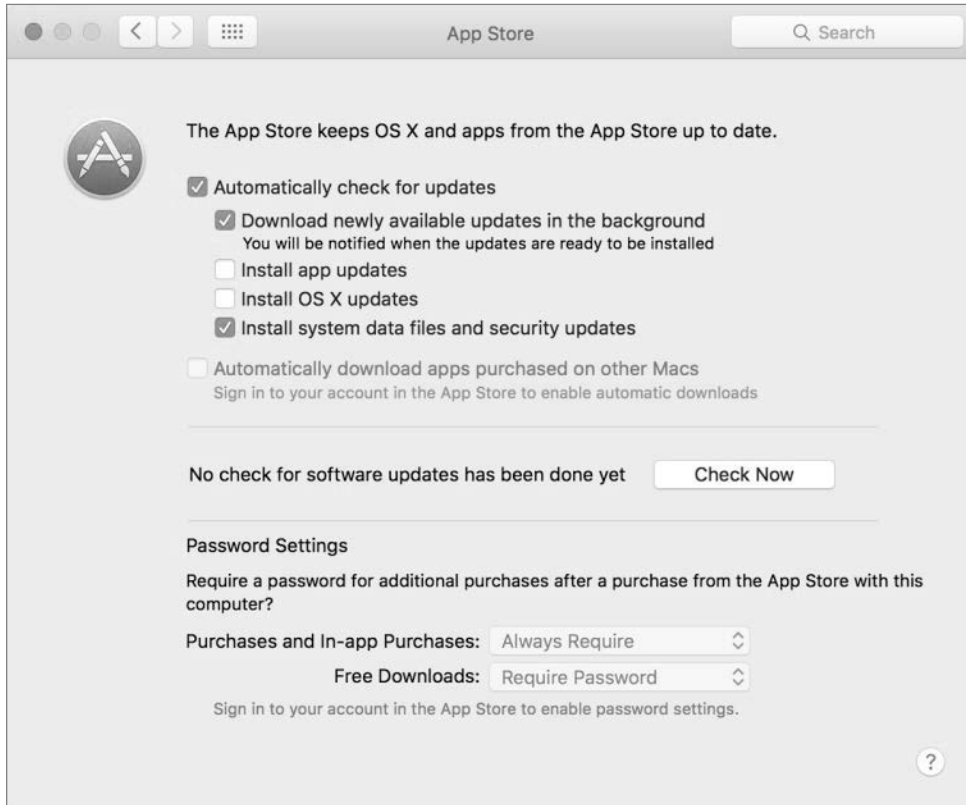 App Store
Search
The App Store keeps OS X and apps from the App Store up to date.
Automatically check for updates
Download newly available updates in the background
You will be notified when the updates are ready to be installed
Install app updates
Install OS X updates
Install system data files and security updates
Automatically download apps purchased on other Macs
Sign in to your account in the App Store to enable automatic downloads
No check for software updates has been done yet Check Now
Password Settings
Require a password for additional purchases after a purchase from the App Store with this
computer?
Purchases and In-app Purchases: Always Require
Free Downloads: Require Password
Sign in to your account in the App Store to enable password settings.
?